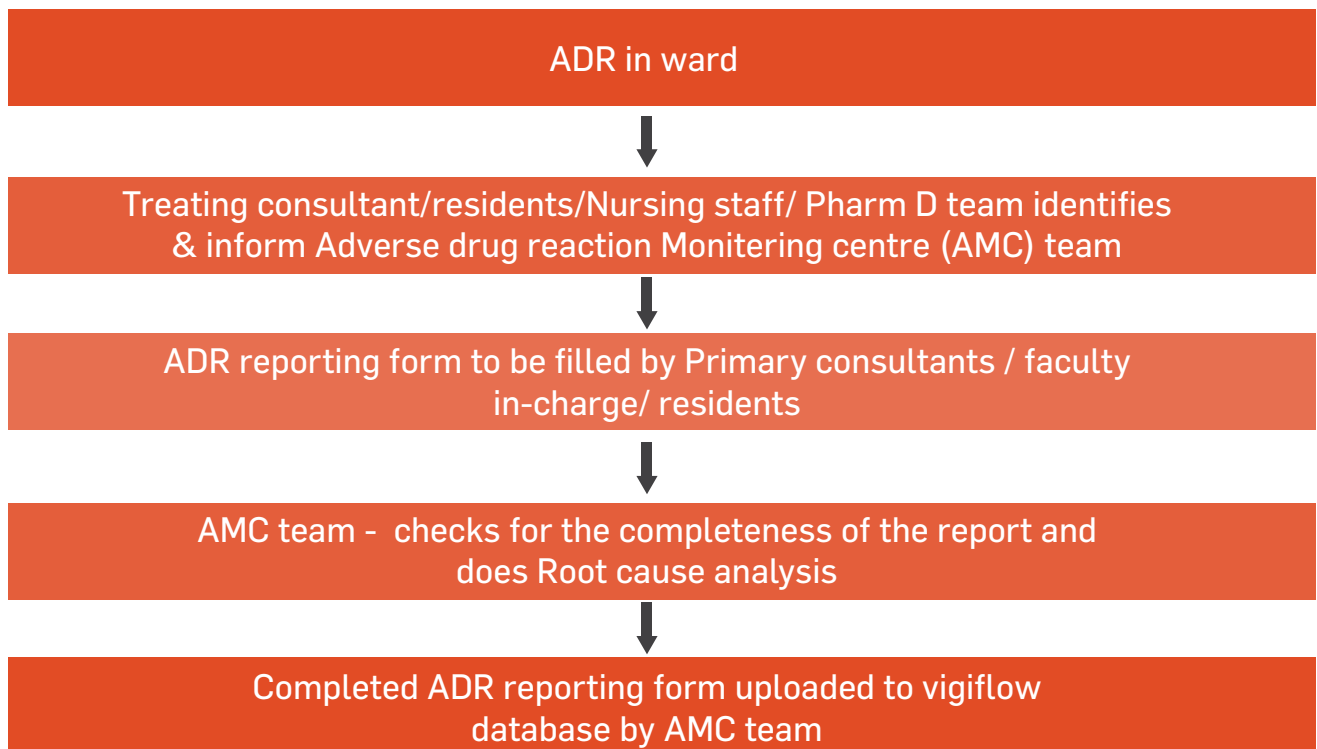 ADR in ward
Treating consultant/residents/Nursing staff/ Pharm D team identifies
& inform Adverse drug reaction Monitering centre (AMC) team
ADR reporting form to be filled by Primary consultants / faculty
in-charge/ residents
AMC team -  checks for the completeness of the report and
does Root cause analysis
Completed ADR reporting form uploaded to vigiflow
database by AMC team